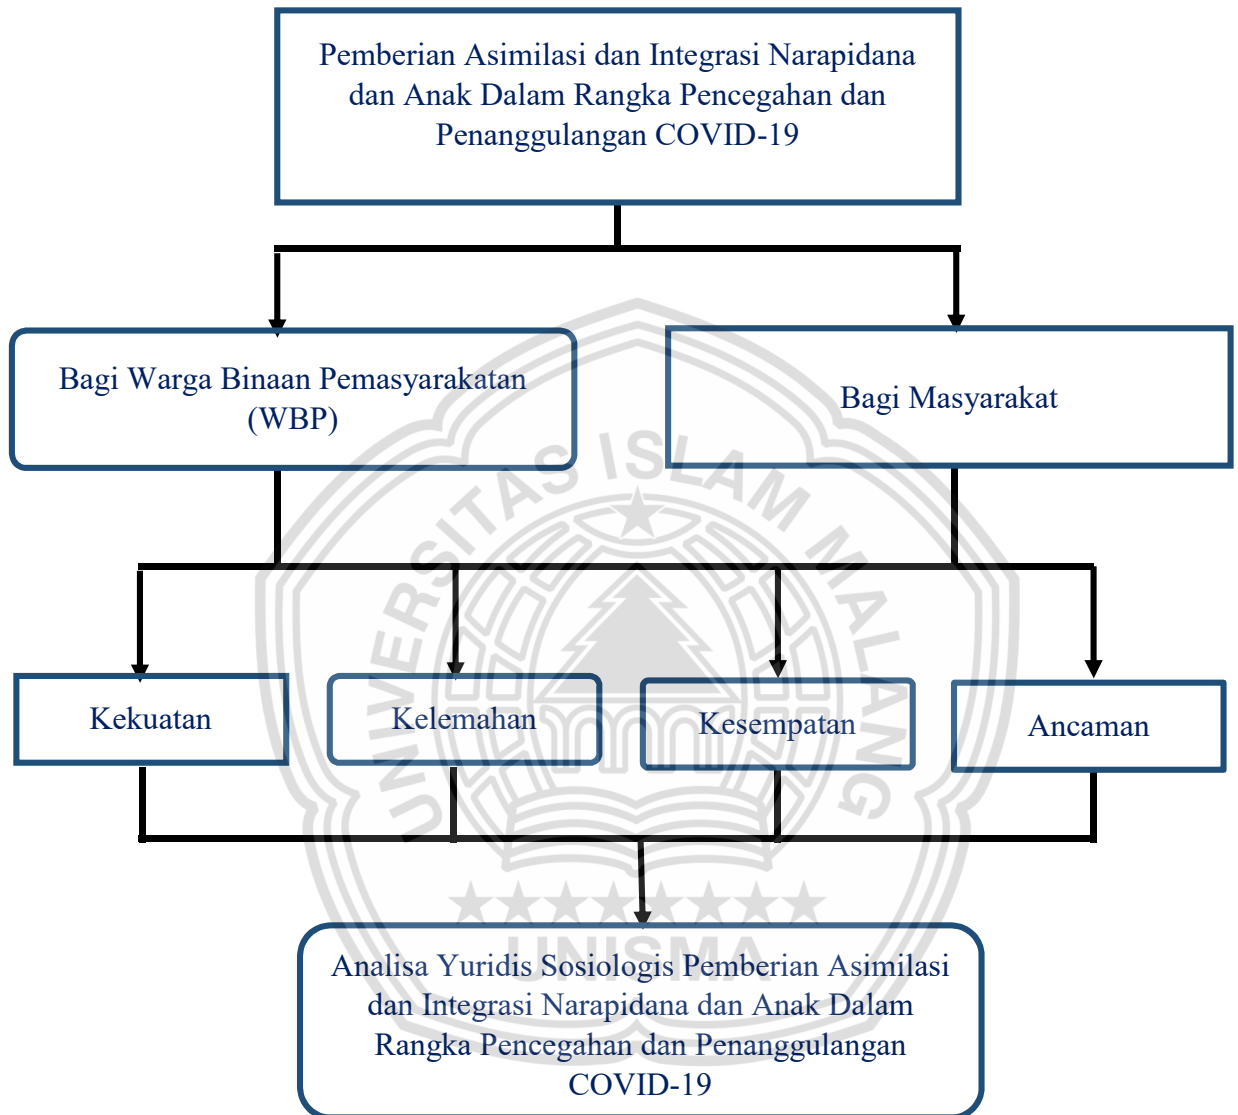 Pemberian Asimilasi dan Integrasi Narapidana
dan Anak Dalam Rangka Pencegahan dan
Penanggulangan COVID-19
Bagi Warga Binaan Pemasyarakatan
(WBP)
Bagi Masyarakat
UNIVERSITAS ISLAM MALANG
Kekuatan
Kelemahan
Kesempatan
Ancaman
UNISMA
Analisa Yuridis Sosiologis Pemberian Asimilasi
dan Integrasi Narapidana dan Anak Dalam
Rangka Pencegahan dan Penanggulangan
COVID-19